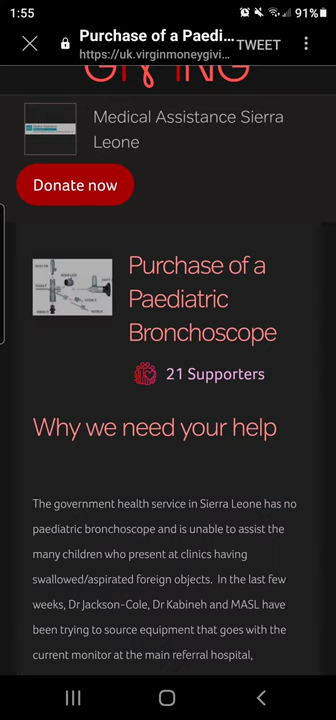 1:55
91%
Purchase of a Paedi...
https://uk.virginmoneygivi...
TWEET
GIVING
Medical Assistance Sierra
Leone
Donate now
Purchase of a
Paediatric
Bronchoscope
21 Supporters
Why we need your help
The government health service in Sierra Leone has no
paediatric bronchoscope and is unable to assist the
many children who present at clinics having
swallowed/aspirated foreign objects. In the last few
weeks, Dr Jackson-Cole, Dr Kabineh and MASL have
been trying to source equipment that goes with the
current monitor at the main referral hospital,